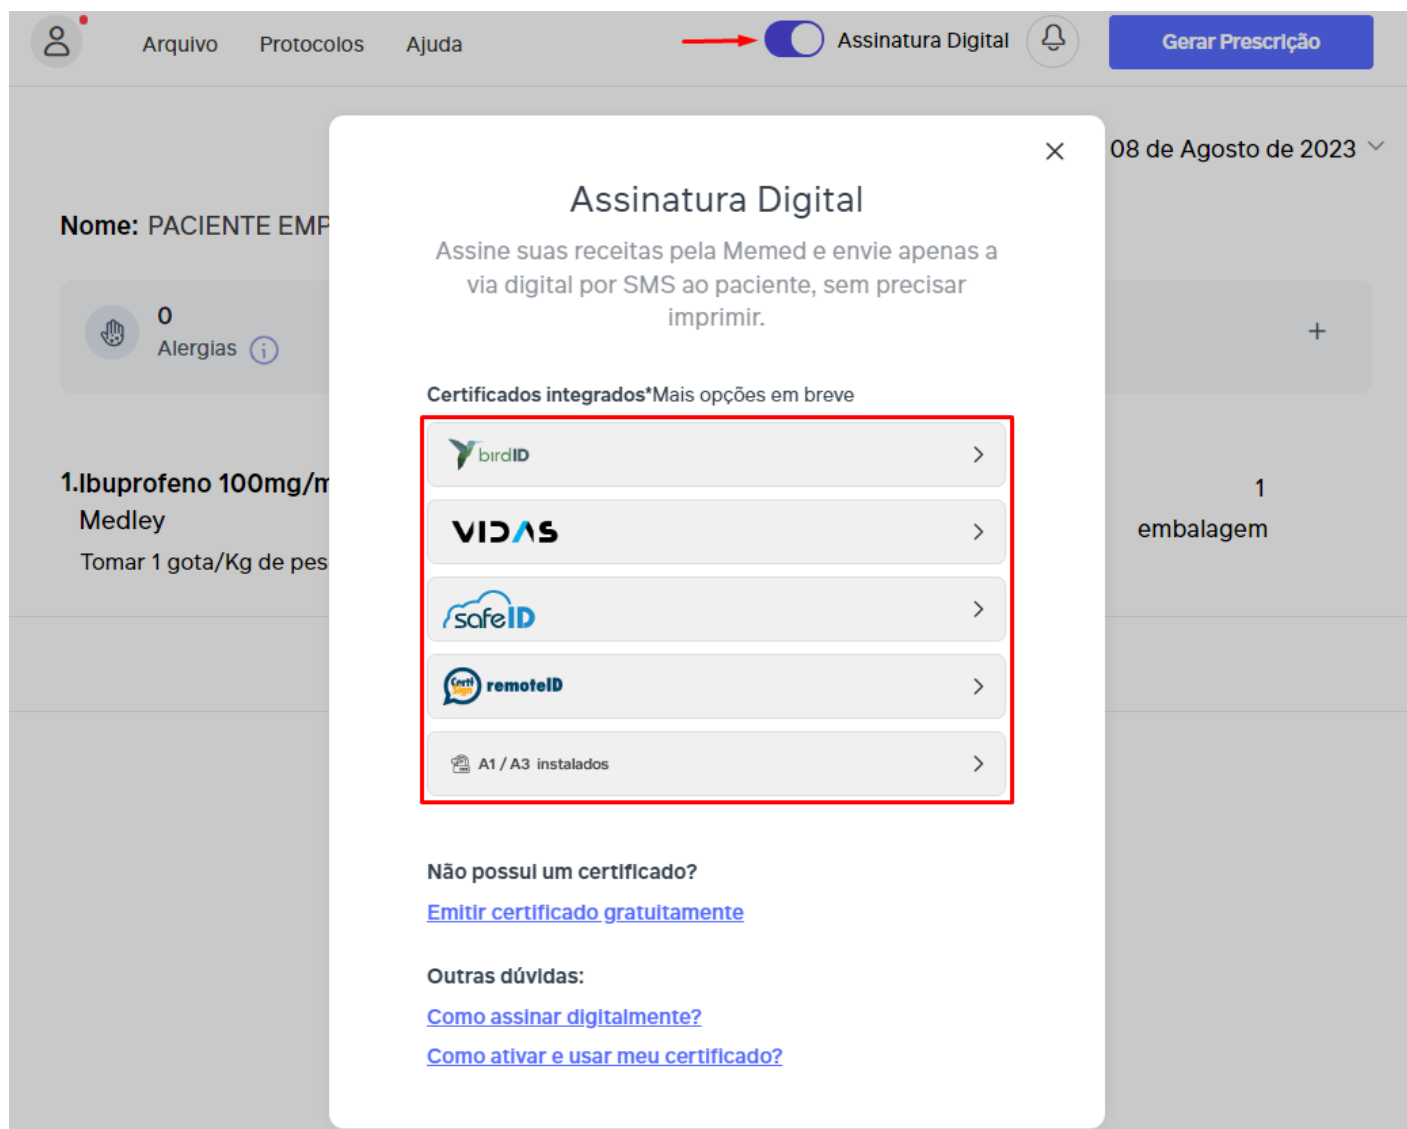 Arquivo Protocolos Ajuda Assinatura Digital Gerar Prescrição
08 de Agosto de 2023
Assinatura Digital
Nome: PACIENTE EMP
Assine suas receitas pela Memed e envie apenas a
via digital por SMS ao paciente, sem precisar
imprimir.
0
Alergias
Certificados integrados*Mais opções em breve
birdID
VIDAS
safeID
Certi Sign remoteID
A1 / A3 instalados
1.Ibuprofeno 100mg/m
Medley
Tomar 1 gota/Kg de pes
1
embalagem
Não possui um certificado?
Emitir certificado gratuitamente
Outras dúvidas:
Como assinar digitalmente?
Como ativar e usar meu certificado?